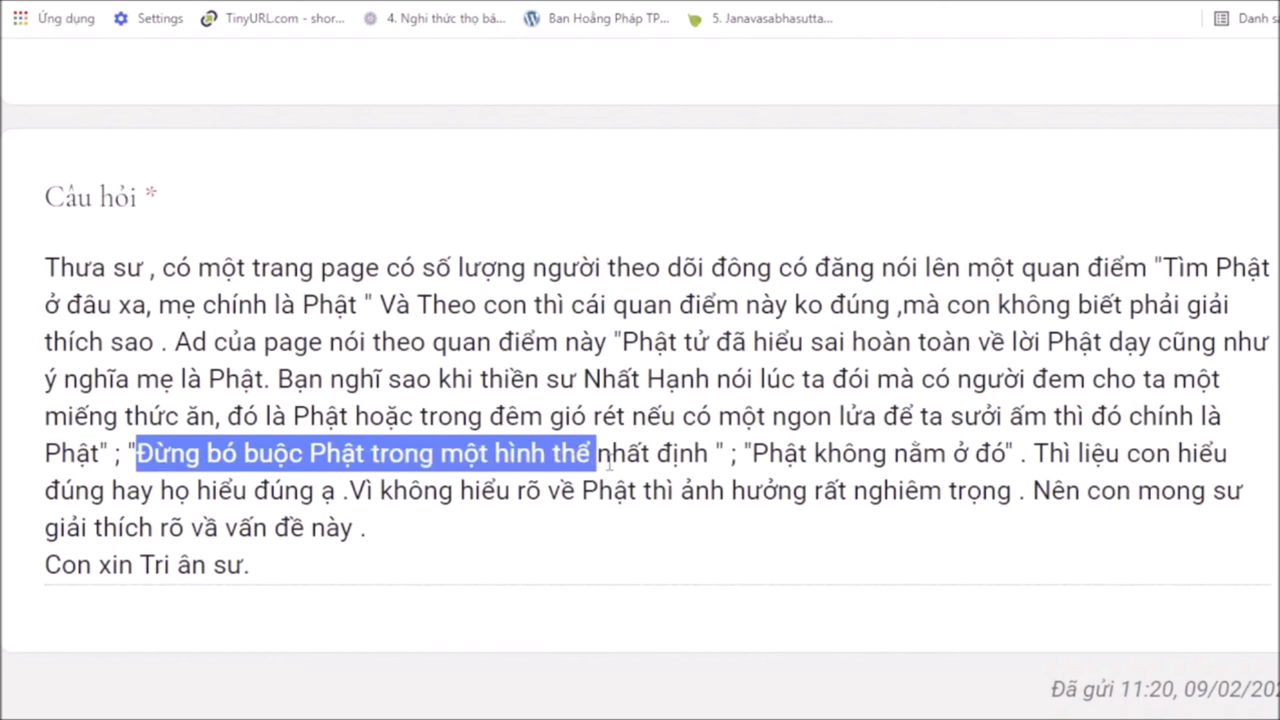 Ứng dụng Settings TinyURL.com - shor... 4. Nghi thức thọ bá... Ban Hoằng Pháp TP... 5. Janavasabhasutta... Danh s
Câu hỏi *
Thưa sư , có một trang page có số lượng người theo dõi đông có đăng nói lên một quan điểm "Tìm Phật
ở đâu xa, mẹ chính là Phật " Và Theo con thì cái quan điểm này ko đúng ,mà con không biết phải giải
thích sao . Ad của page nói theo quan điểm này "Phật tử đã hiểu sai hoàn toàn về lời Phật dạy cũng như
ý nghĩa mẹ là Phật. Bạn nghĩ sao khi thiền sư Nhất Hạnh nói lúc ta đói mà có người đem cho ta một
miếng thức ăn, đó là Phật hoặc trong đêm gió rét nếu có một ngon lửa để ta sưởi ấm thì đó chính là
Phật" ; "Đừng bó buộc Phật trong một hình thể nhất định " ; "Phật không nằm ở đó" . Thì liệu con hiểu
đúng hay họ hiểu đúng ạ .Vì không hiểu rõ về Phật thì ảnh hưởng rất nghiêm trọng . Nên con mong sư
giải thích rõ vầ vấn đề này .
Con xin Tri ân sư.
Đã gửi 11:20, 09/02/202